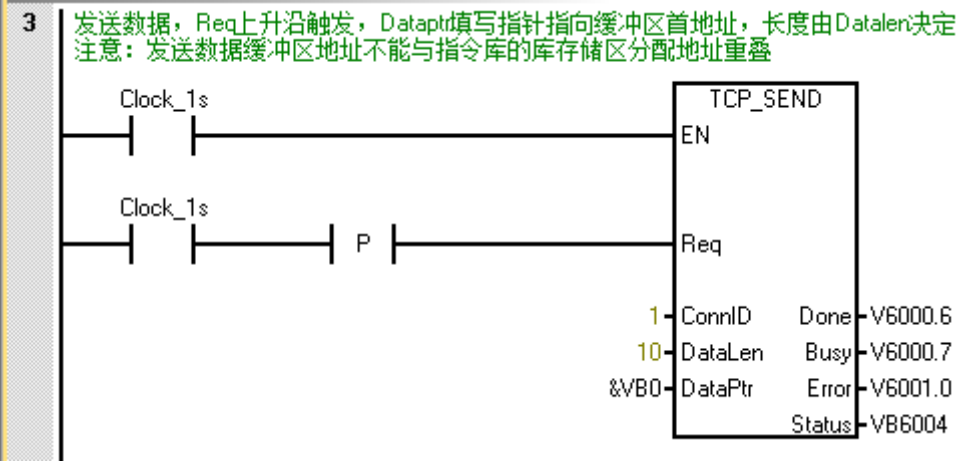 3
发送数据，Req上升沿触发，Dataptr填写指针指向缓冲区首地址，长度由Datalen决定
注意：发送数据缓冲区地址不能与指令库的库存储区分配地址重叠
Clock_1s
TCP_SEND
EN
Clock_1s
P
Req
1 ConnID Done V6000.6
10 DataLen Busy V6000.7
&VB0 DataPtr Error V6001.0
Status VB6004